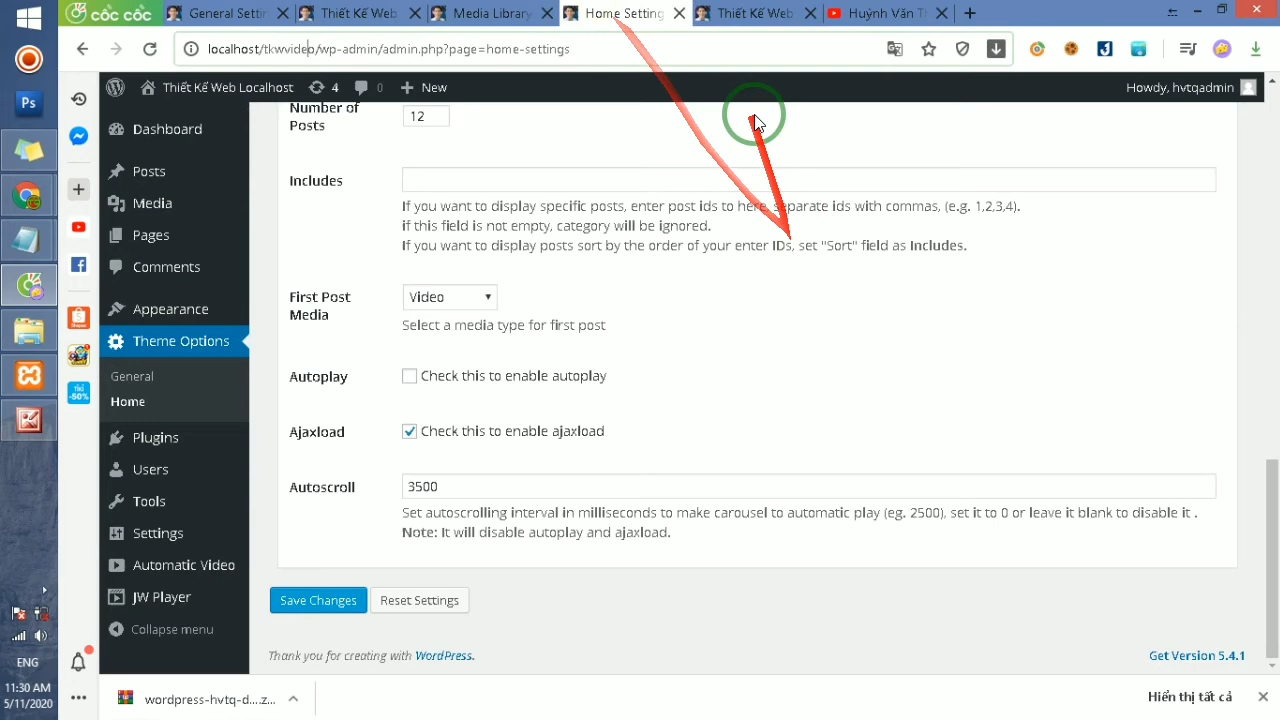 cốc cốc
General Settin
Thiết Kế Web
Media Library
Home Setting
Thiết Kế Web
Huỳnh Văn Th
localhost/tkwvideo/wp-admin/admin.php?page=home-settings
Thiết Kế Web Localhost
4
0
New
Howdy, hvtqadmin
Dashboard
Posts
Media
Pages
Comments
Appearance
Theme Options
General
Home
Plugins
Users
Tools
Settings
Automatic Video
JW Player
Collapse menu
Number of
Posts
12
Includes
If you want to display specific posts, enter post ids to here, separate ids with commas, (e.g. 1,2,3,4).
if this field is not empty, category will be ignored.
If you want to display posts sort by the order of your enter IDs, set "Sort" field as Includes.
First Post
Media
Video
Select a media type for first post
Autoplay
Check this to enable autoplay
Ajaxload
Check this to enable ajaxload
Autoscroll
3500
Set autoscrolling interval in milliseconds to make carousel to automatic play (eg. 2500), set it to 0 or leave it blank to disable it .
Note: It will disable autoplay and ajaxload.
Save Changes
Reset Settings
Thank you for creating with WordPress.
Get Version 5.4.1
Ps
-50%
ENG
11:30 AM
5/11/2020
wordpress-hvtq-d....z...
Hiển thị tất cả